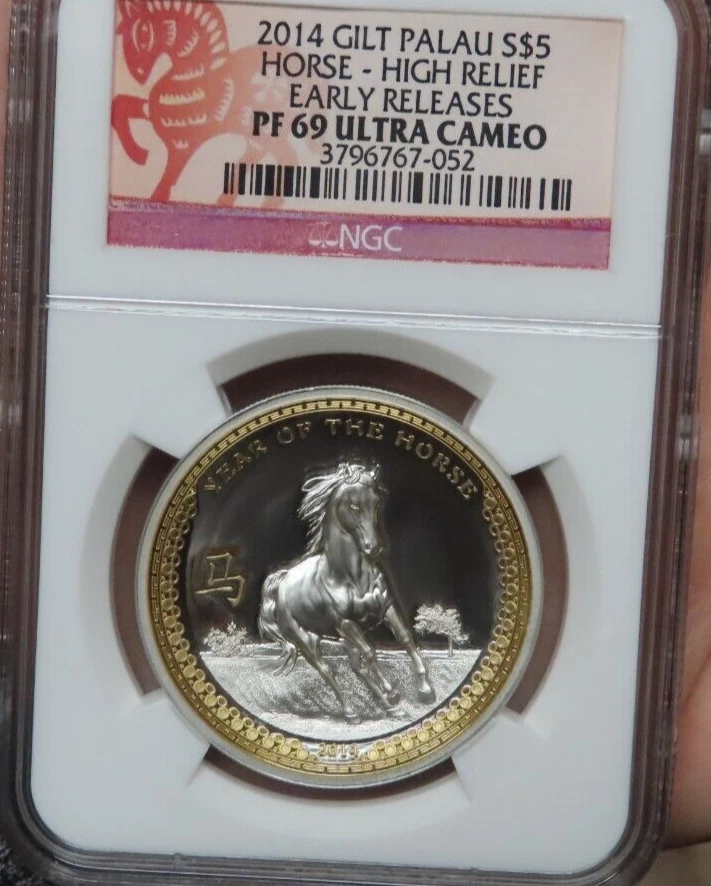 2014 GILT PALAU S$5
HORSE - HIGH RELIEF
EARLY RELEASES
PF 69 ULTRA CAMEO
3796767-052
NGC
YEAR OF THE HORSE
马
2014